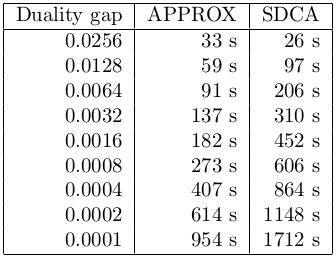 Duality gap APPROX SDCA
0.0256 33 s 26 s
0.0128 59 s 97 s
0.0064 91 s 206 s
0.0032 137 s 310 s
0.0016 182 s 452 s
0.0008 273 s 606 s
0.0004 407 s 864 s
0.0002 614 s 1148 s
0.0001 954 s 1712 s